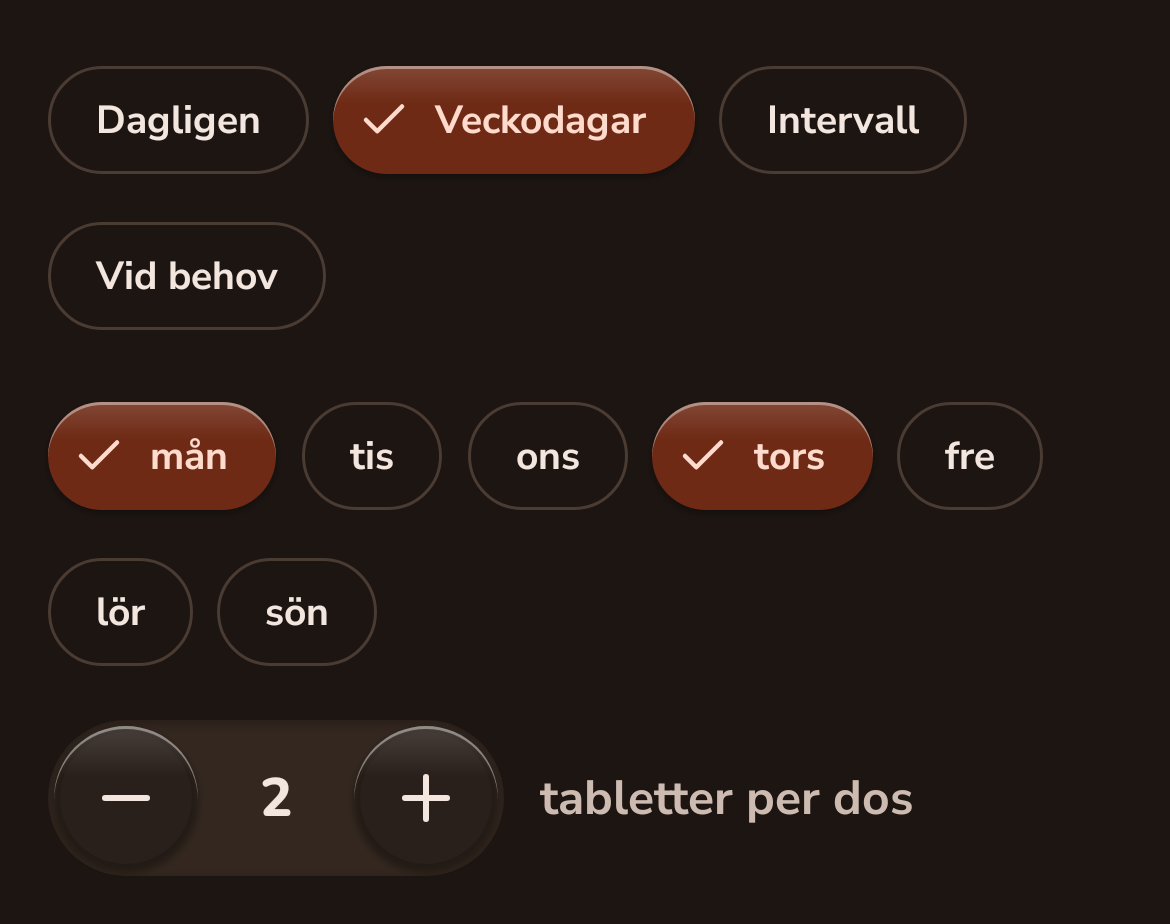 Dagligen Veckodagar Intervall
Vid behov
mån tis ons tors fre
lör sön
2 tabletter per dos